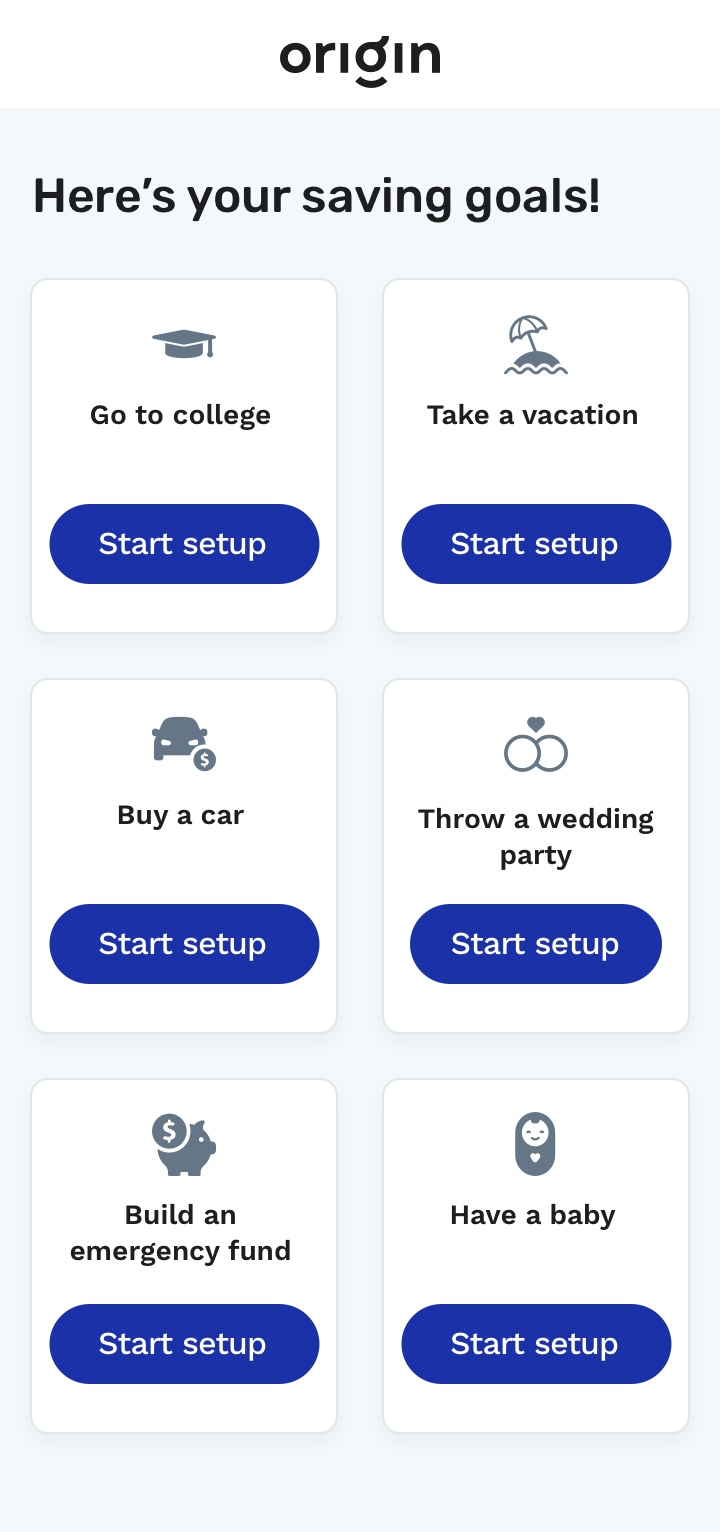 origin
Here’s your saving goals!
Go to college
Start setup
Take a vacation
Start setup
Buy a car
Start setup
$
Throw a wedding
party
Start setup
$
Build an
emergency fund
Start setup
Have a baby
Start setup